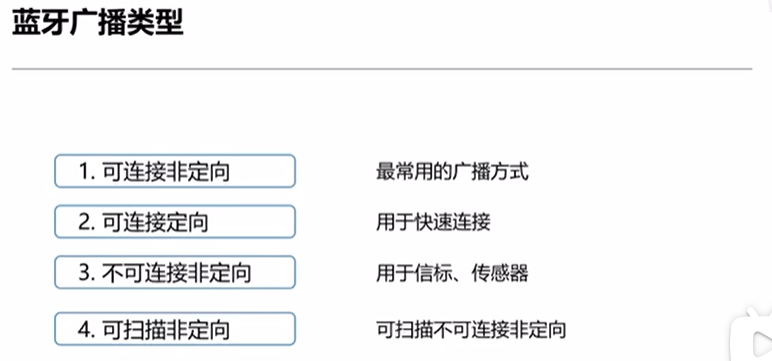 蓝牙广播类型
1. 可连接非定向
最常用的广播方式
2. 可连接定向
用于快速连接
3. 不可连接非定向
用于信标、传感器
4. 可扫描非定向
可扫描不可连接非定向